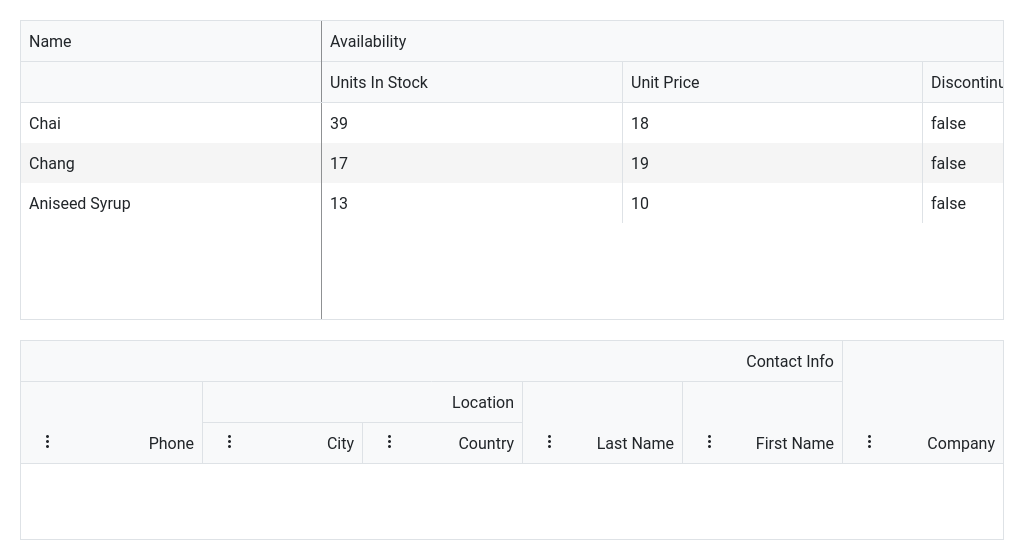 Name Availability
Units In Stock Unit Price Discontinu
Chai 39 18 false
Chang 17 19 false
Aniseed Syrup 13 10 false
Contact Info
Location
Phone City Country Last Name First Name Company